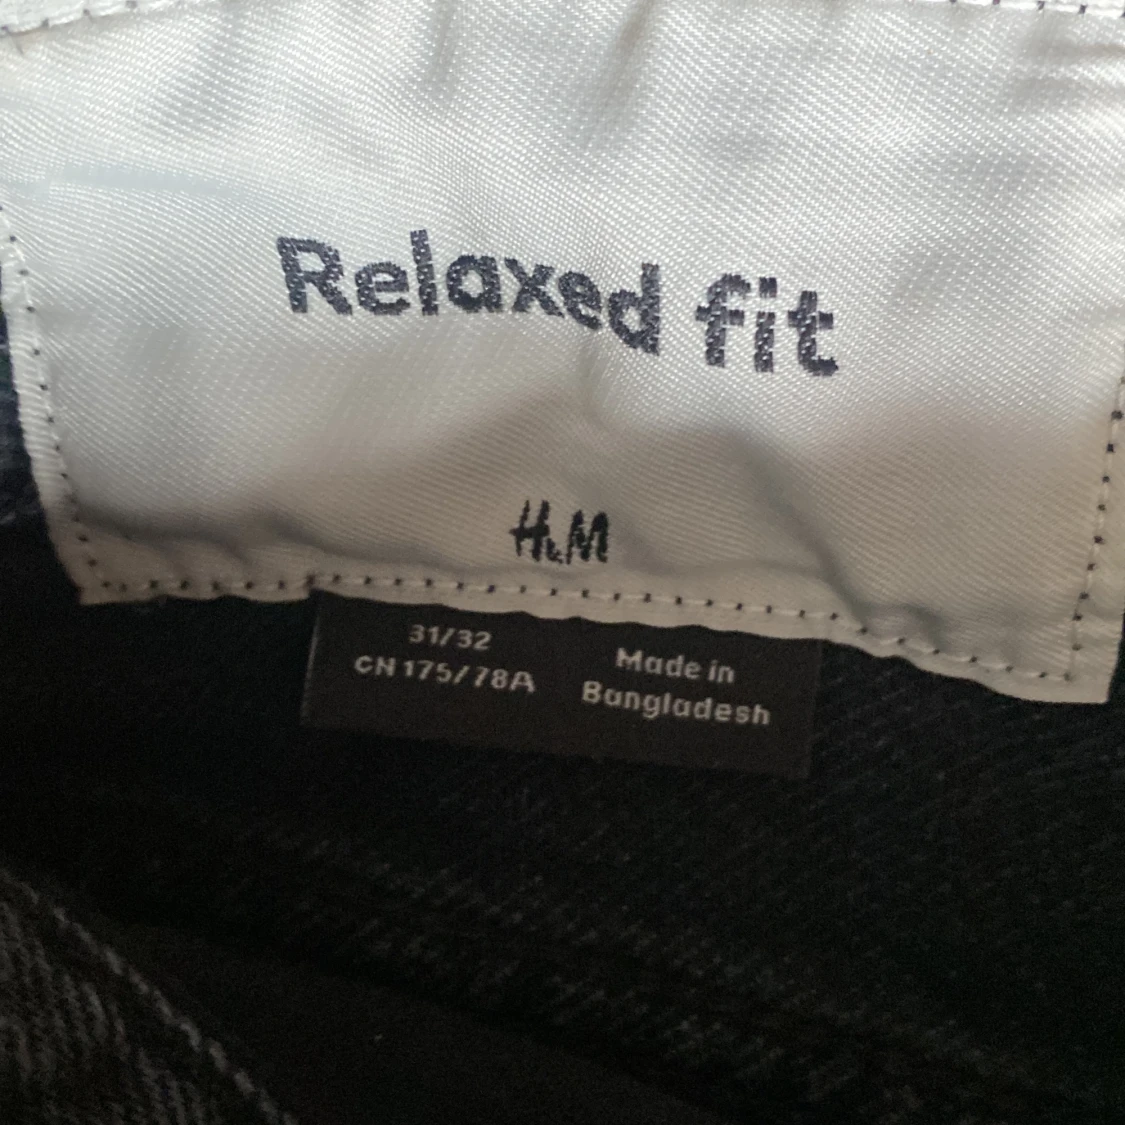 Relaxed fit
H&M
31/32
CN 175/78A
Made in
Bangladesh